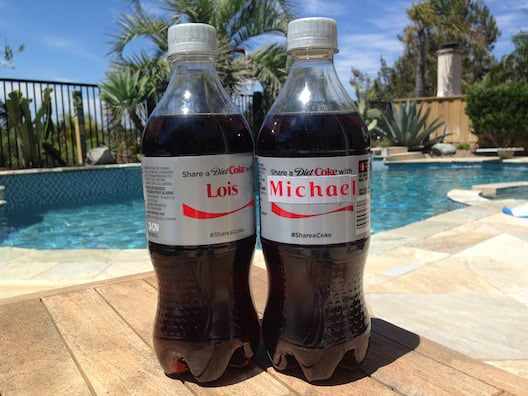 Share a Diet Coke with
Lois
#ShareaCoke
Share a Diet Coke with
Michael
#ShareaCoke